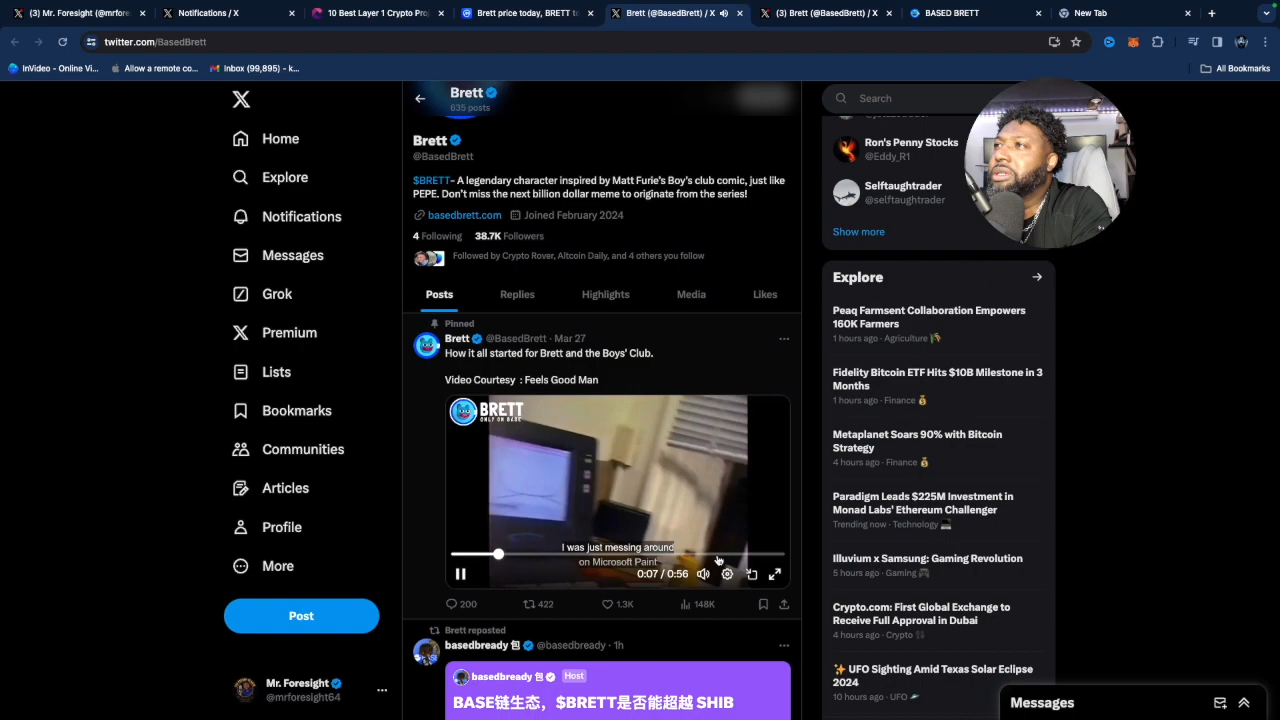 X Mr. Foresight (@mrfores
X Notifications / X
10 Best Layer 1 Crypto Proj
Brett price today, BRETT to
X Brett (@BasedBrett) / X
X (3) Brett (@BasedBrett) / X
BASED BRETT
New Tab
twitter.com/BasedBrett
InVideo - Online Vi...
Allow a remote co...
Inbox (99,895) - k...
All Bookmarks
X
Home
Explore
Notifications
Messages
Grok
Premium
Lists
Bookmarks
Communities
Articles
Profile
More
Post
Mr. Foresight
@mrforesight64
Brett
635 posts
Brett
@BasedBrett
$BRETT- A legendary character inspired by Matt Furie's Boy's club comic, just like
PEPE. Don't miss the next billion dollar meme to originate from the series!
basedbrett.com Joined February 2024
4 Following 38.7K Followers
Followed by Crypto Rover, Altcoin Daily, and 4 others you follow
Posts Replies Highlights Media Likes
Pinned
Brett @BasedBrett · Mar 27
How it all started for Brett and the Boys' Club.
Video Courtesy : Feels Good Man
BRETT
ONLY ON BASE
I was just messing around
on Microsoft Paint
0:07 / 0:56
200 422 1.3K 148K
Brett reposted
basedbready 包 @basedbready · 1h
basedbready 包 Host
BASE链生态，$BRETT是否能超越 SHIB
Search
Ron's Penny Stocks
@Eddy_R1
Selftaughtrader
@selftaughtrader
Show more
Explore
Peaq Farmsent Collaboration Empowers
160K Farmers
1 hours ago · Agriculture
Fidelity Bitcoin ETF Hits $10B Milestone in 3
Months
1 hours ago · Finance
Metaplanet Soars 90% with Bitcoin
Strategy
4 hours ago · Finance
Paradigm Leads $225M Investment in
Monad Labs' Ethereum Challenger
Trending now · Technology
Illuvium x Samsung: Gaming Revolution
5 hours ago · Gaming
Crypto.com: First Global Exchange to
Receive Full Approval in Dubai
4 hours ago · Crypto
✨ UFO Sighting Amid Texas Solar Eclipse
2024
10 hours ago · UFO
Messages